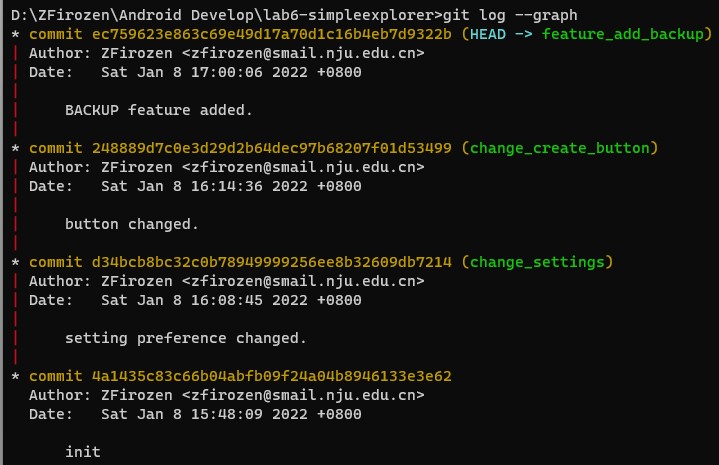 D:\ZFirozen\Android Develop\lab6-simpleexplorer>git log --graph
* commit ec759623e863c69e49d17a70d1c16b4eb7d9322b (HEAD -> feature_add_backup)
| Author: ZFirozen <zfirozen@smail.nju.edu.cn>
| Date:   Sat Jan 8 17:00:06 2022 +0800
|
|     BACKUP feature added.
|
* commit 248889d7c0e3d29d2b64dec97b68207f01d53499 (change_create_button)
| Author: ZFirozen <zfirozen@smail.nju.edu.cn>
| Date:   Sat Jan 8 16:14:36 2022 +0800
|
|     button changed.
|
* commit d34bcb8bc32c0b78949999256ee8b32609db7214 (change_settings)
| Author: ZFirozen <zfirozen@smail.nju.edu.cn>
| Date:   Sat Jan 8 16:08:45 2022 +0800
|
|     setting preference changed.
|
* commit 4a1435c83c66b04abfb09f24a04b8946133e3e62
  Author: ZFirozen <zfirozen@smail.nju.edu.cn>
  Date:   Sat Jan 8 15:48:09 2022 +0800

      init